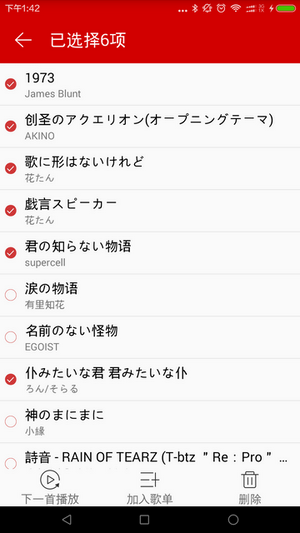 下午1:42
已选择6项
1973
James Blunt
创圣のアクエリオン(オープニングテーマ)
AKINO
歌に形はないけれど
花たん
戯言スピーカー
花たん
君の知らない物语
supercell
涙の物语
有里知花
名前のない怪物
EGOIST
仆みたいな君 君みたいな仆
ろん/そらる
神のまにまに
小緣
詩音 - RAIN OF TEARZ (T-btz ＂Re：Pro＂ ...
下一首播放
加入歌单
删除